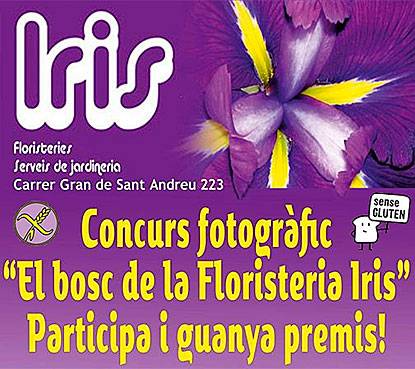 Iris
Floristeries
Serveis de jardineria
Carrer Gran de Sant Andreu 223
sense
GLUTEN
Concurs fotogràfic
“El bosc de la Floristeria Iris”
Participa i guanya premis!